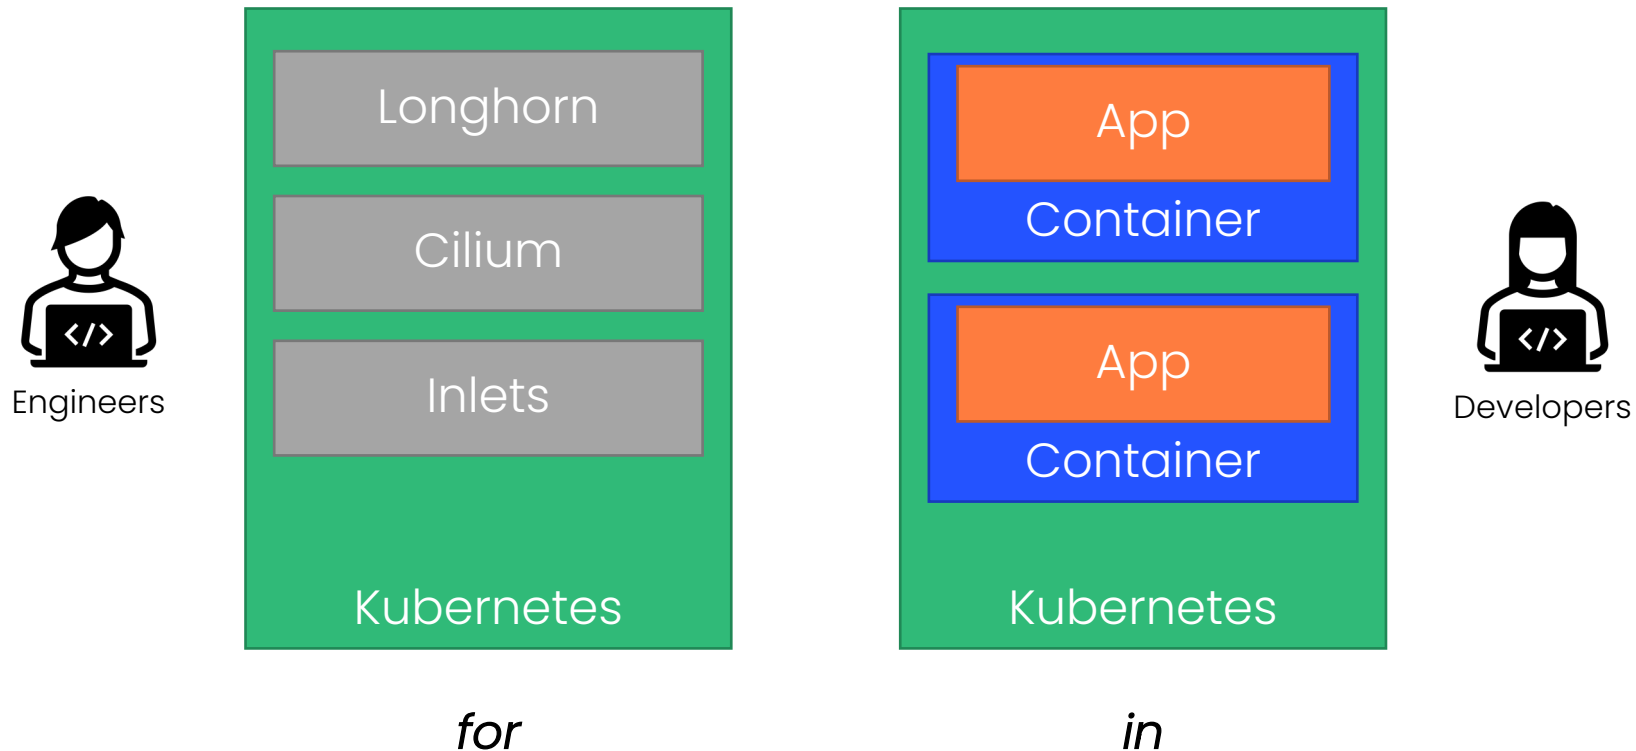 Longhorn
Cilium
Inlets
Kubernetes
</>
Engineers
for
App
Container
App
Container
Kubernetes
</>
Developers
in